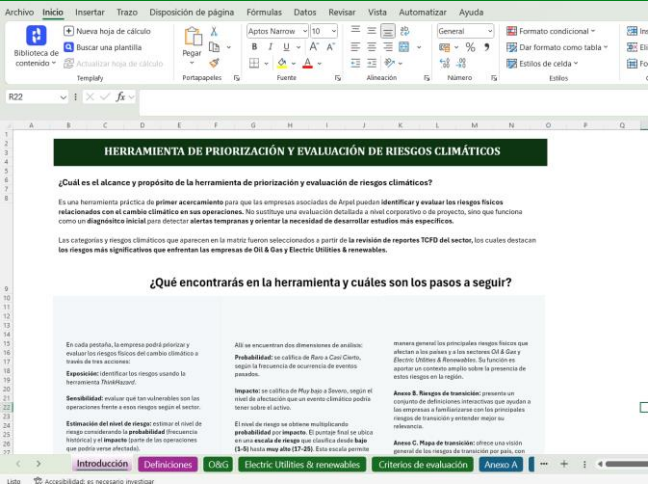 Archivo Inicio Insertar Trazo Disposición de página Fórmulas Datos Revisar Vista Automatizar Ayuda
Nueva hoja de cálculo
Biblioteca de contenido
Buscar una plantilla
Actualizar hoja de cálculo
Templafy
Pegar
Portapapeles
Aptos Narrow 10
N K S A A
Fuente
Alineación
General
% 000
Número
Formato condicional
Dar formato como tabla
Estilos de celda
Estilos
R22 fx
A B C D E F G H I J K L M N O P Q
HERRAMIENTA DE PRIORIZACIÓN Y EVALUACIÓN DE RIESGOS CLIMÁTICOS
¿Cuál es el alcance y propósito de la herramienta de priorización y evaluación de riesgos climáticos?
Es una herramienta práctica de primer acercamiento para que las empresas asociadas de Arpel puedan identificar y evaluar los riesgos físicos
relacionados con el cambio climático en sus operaciones. No sustituye una evaluación detallada a nivel corporativo o de proyecto, sino que funciona
como un diagnóstico inicial para detectar alertas tempranas y orientar la necesidad de desarrollar estudios más específicos.
Las categorías y riesgos climáticos que aparecen en la matriz fueron seleccionados a partir de la revisión de reportes TCFD del sector, los cuales destacan
los riesgos más significativos que enfrentan las empresas de Oil & Gas y Electric Utilities & renewables.
¿Qué encontrarás en la herramienta y cuáles son los pasos a seguir?
En cada pestaña, la empresa podrá priorizar y
evaluar los riesgos físicos del cambio climático a
través de tres acciones:
Exposición: identificar los riesgos usando la
herramienta ThinkHazard.
Sensibilidad: evaluar qué tan vulnerables son las
operaciones frente a esos riesgos según el sector.
Estimación del nivel de riesgo: estimar el nivel de
riesgo considerando la probabilidad (frecuencia
histórica) y el impacto (parte de las operaciones
que podría verse afectada).
Allí se encuentran dos dimensiones de análisis:
Probabilidad: se califica de Raro a Casi Cierto,
según la frecuencia de ocurrencia de eventos
pasados.
Impacto: se califica de Muy bajo a Severo, según el
nivel de afectación que un evento climático podría
tener sobre el activo.
El nivel de riesgo se obtiene multiplicando
probabilidad por impacto. El puntaje final se ubica
en una escala de riesgo que clasifica desde bajo
(1–5) hasta muy alto (17–25). Esta escala permite
manera general los principales riesgos físicos que
afectan a los países y a los sectores Oil & Gas y
Electric Utilities & Renewables. Su función es
aportar un contexto amplio sobre la presencia de
estos riesgos en la región.
Anexo B. Riesgos de transición: presenta un
conjunto de definiciones interactivas que ayudan a
las empresas a familiarizarse con los principales
riesgos de transición y entender mejor su
relevancia.
Anexo C. Mapa de transición: ofrece una visión
general de los riesgos de transición por país, con
Introducción Definiciones O&G Electric Utilities & renewables Criterios de evaluación Anexo A
Listo Accesibilidad: es necesario investigar